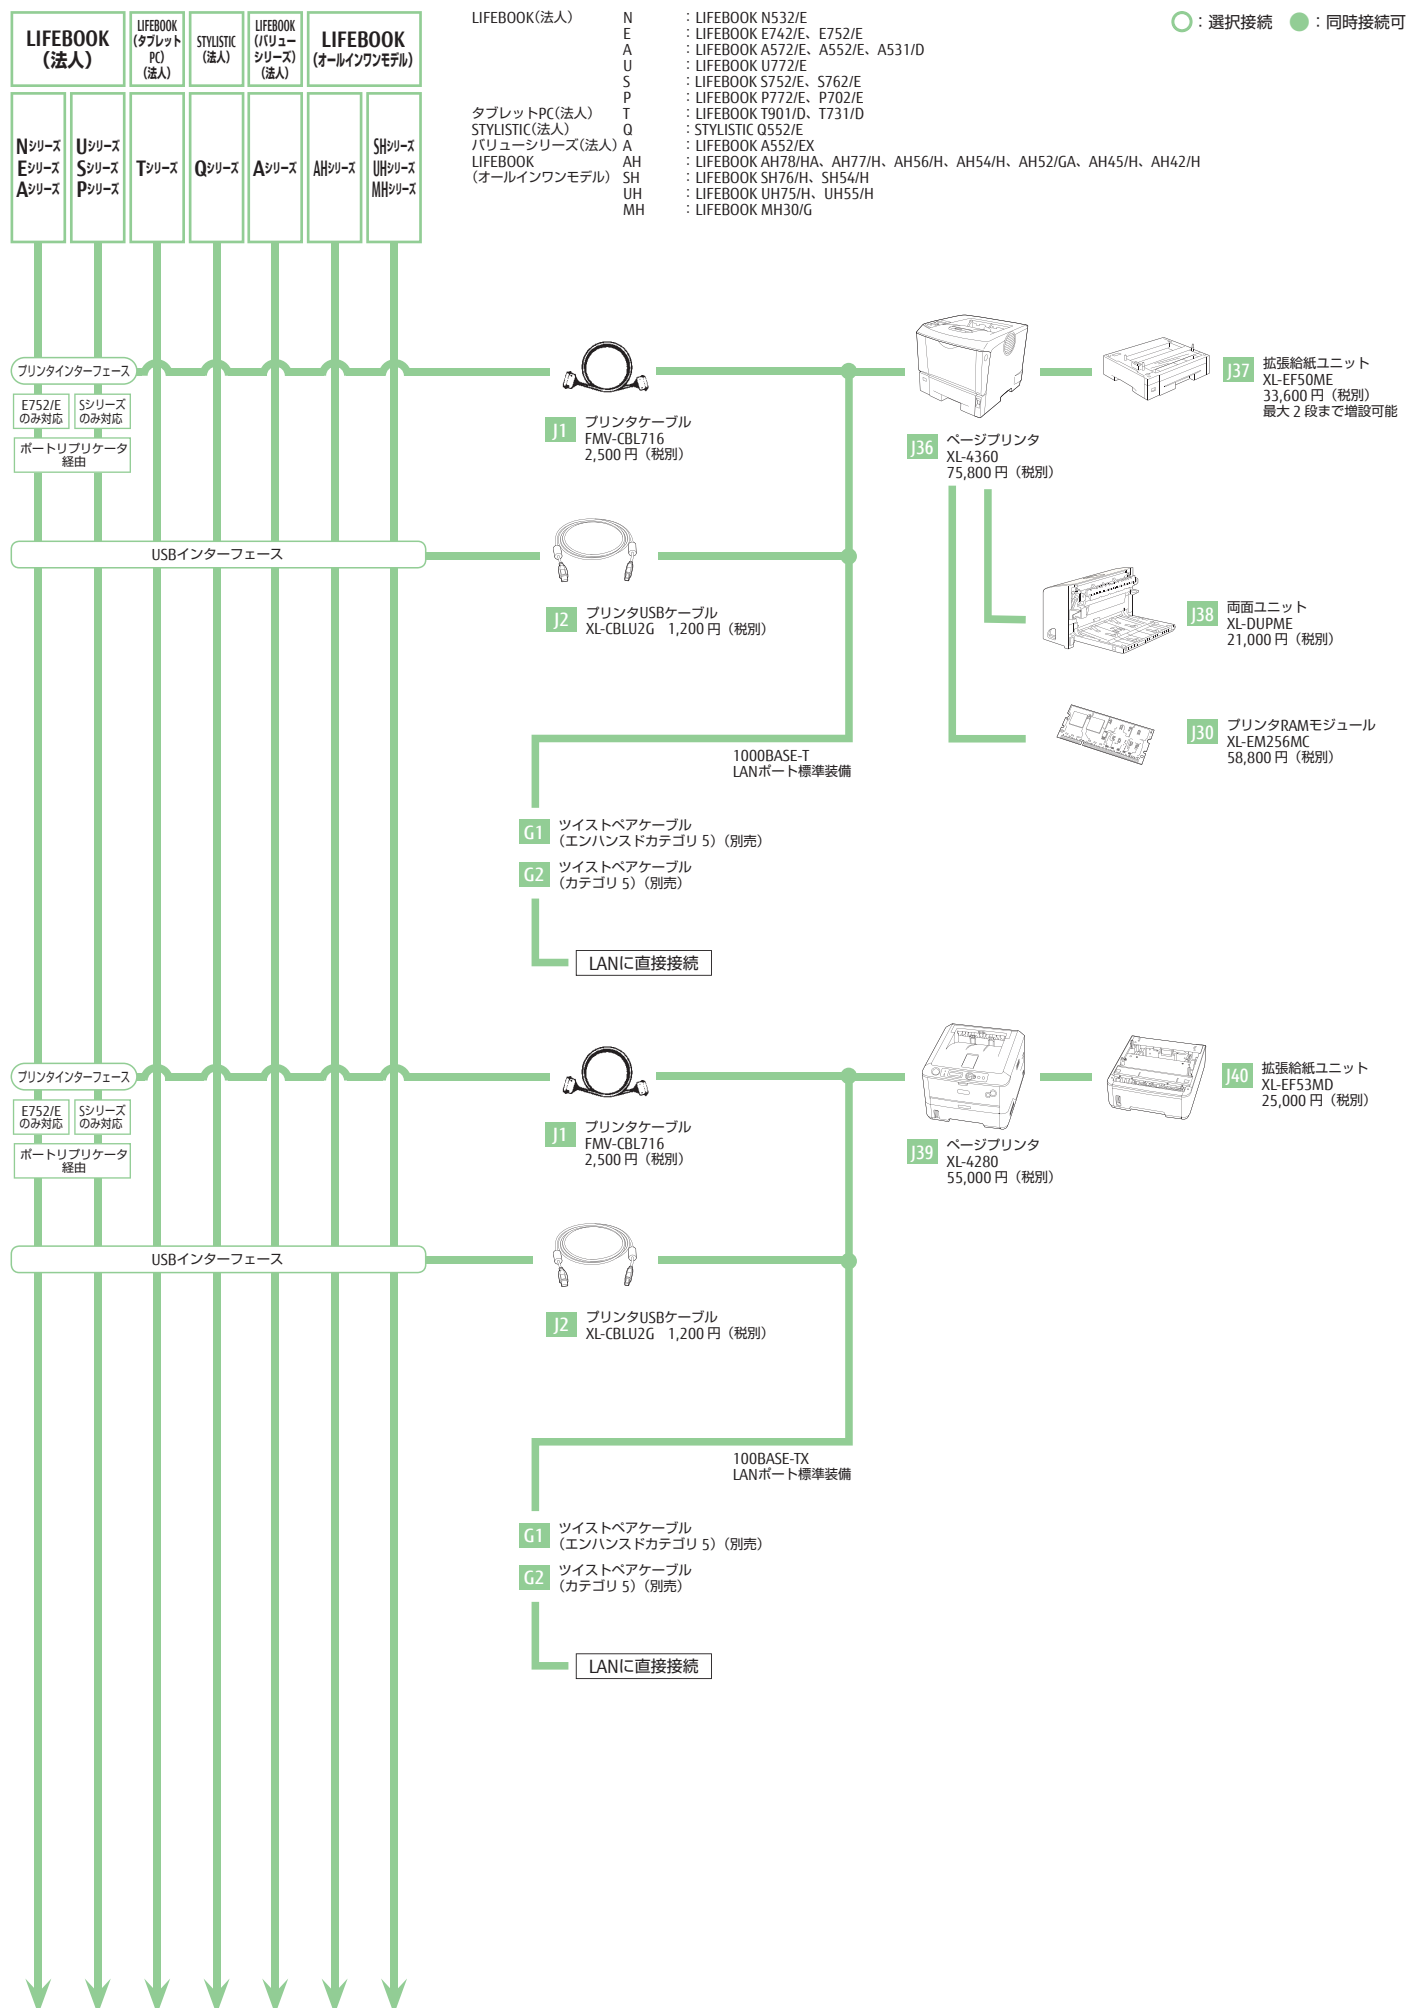 LIFEBOOK
(法人)
LIFEBOOK
(タブレット
PC)
(法人)
STYLISTIC
(法人)
LIFEBOOK
(バリュー
シリーズ)
(法人)
LIFEBOOK
(オールインワンモデル)
Nシリーズ
Eシリーズ
Aシリーズ
Uシリーズ
Sシリーズ
Pシリーズ
Tシリーズ
Qシリーズ
Aシリーズ
AHシリーズ
SHシリーズ
UHシリーズ
MHシリーズ
LIFEBOOK(法人) N : LIFEBOOK N532/E
E : LIFEBOOK E742/E、E752/E
A : LIFEBOOK A572/E、A552/E、A531/D
U : LIFEBOOK U772/E
S : LIFEBOOK S752/E、S762/E
P : LIFEBOOK P772/E、P702/E
タブレットPC(法人) T : LIFEBOOK T901/D、T731/D
STYLISTIC(法人) Q : STYLISTIC Q552/E
バリューシリーズ(法人) A : LIFEBOOK A552/EX
LIFEBOOK AH : LIFEBOOK AH78/HA、AH77/H、AH56/H、AH54/H、AH52/GA、AH45/H、AH42/H
(オールインワンモデル) SH : LIFEBOOK SH76/H、SH54/H
UH : LIFEBOOK UH75/H、UH55/H
MH : LIFEBOOK MH30/G
：選択接続 ：同時接続可
プリンタインターフェース
E752/E
のみ対応
Sシリーズ
のみ対応
ポートリプリケータ
経由
J1 プリンタケーブル
FMV-CBL716
2,500 円（税別）
J36 ページプリンタ
XL-4360
75,800 円（税別）
J37 拡張給紙ユニット
XL-EF50ME
33,600 円（税別）
最大 2 段まで増設可能
USBインターフェース
J2 プリンタUSBケーブル
XL-CBLU2G 1,200 円（税別）
J38 両面ユニット
XL-DUPME
21,000 円（税別）
J30 プリンタRAMモジュール
XL-EM256MC
58,800 円（税別）
1000BASE-T
LANポート標準装備
G1 ツイストペアケーブル
（エンハンスドカテゴリ 5）（別売）
G2 ツイストペアケーブル
（カテゴリ 5）（別売）
LANに直接接続
プリンタインターフェース
E752/E
のみ対応
Sシリーズ
のみ対応
ポートリプリケータ
経由
J1 プリンタケーブル
FMV-CBL716
2,500 円（税別）
J39 ページプリンタ
XL-4280
55,000 円（税別）
J40 拡張給紙ユニット
XL-EF53MD
25,000 円（税別）
USBインターフェース
J2 プリンタUSBケーブル
XL-CBLU2G 1,200 円（税別）
100BASE-TX
LANポート標準装備
G1 ツイストペアケーブル
（エンハンスドカテゴリ 5）（別売）
G2 ツイストペアケーブル
（カテゴリ 5）（別売）
LANに直接接続